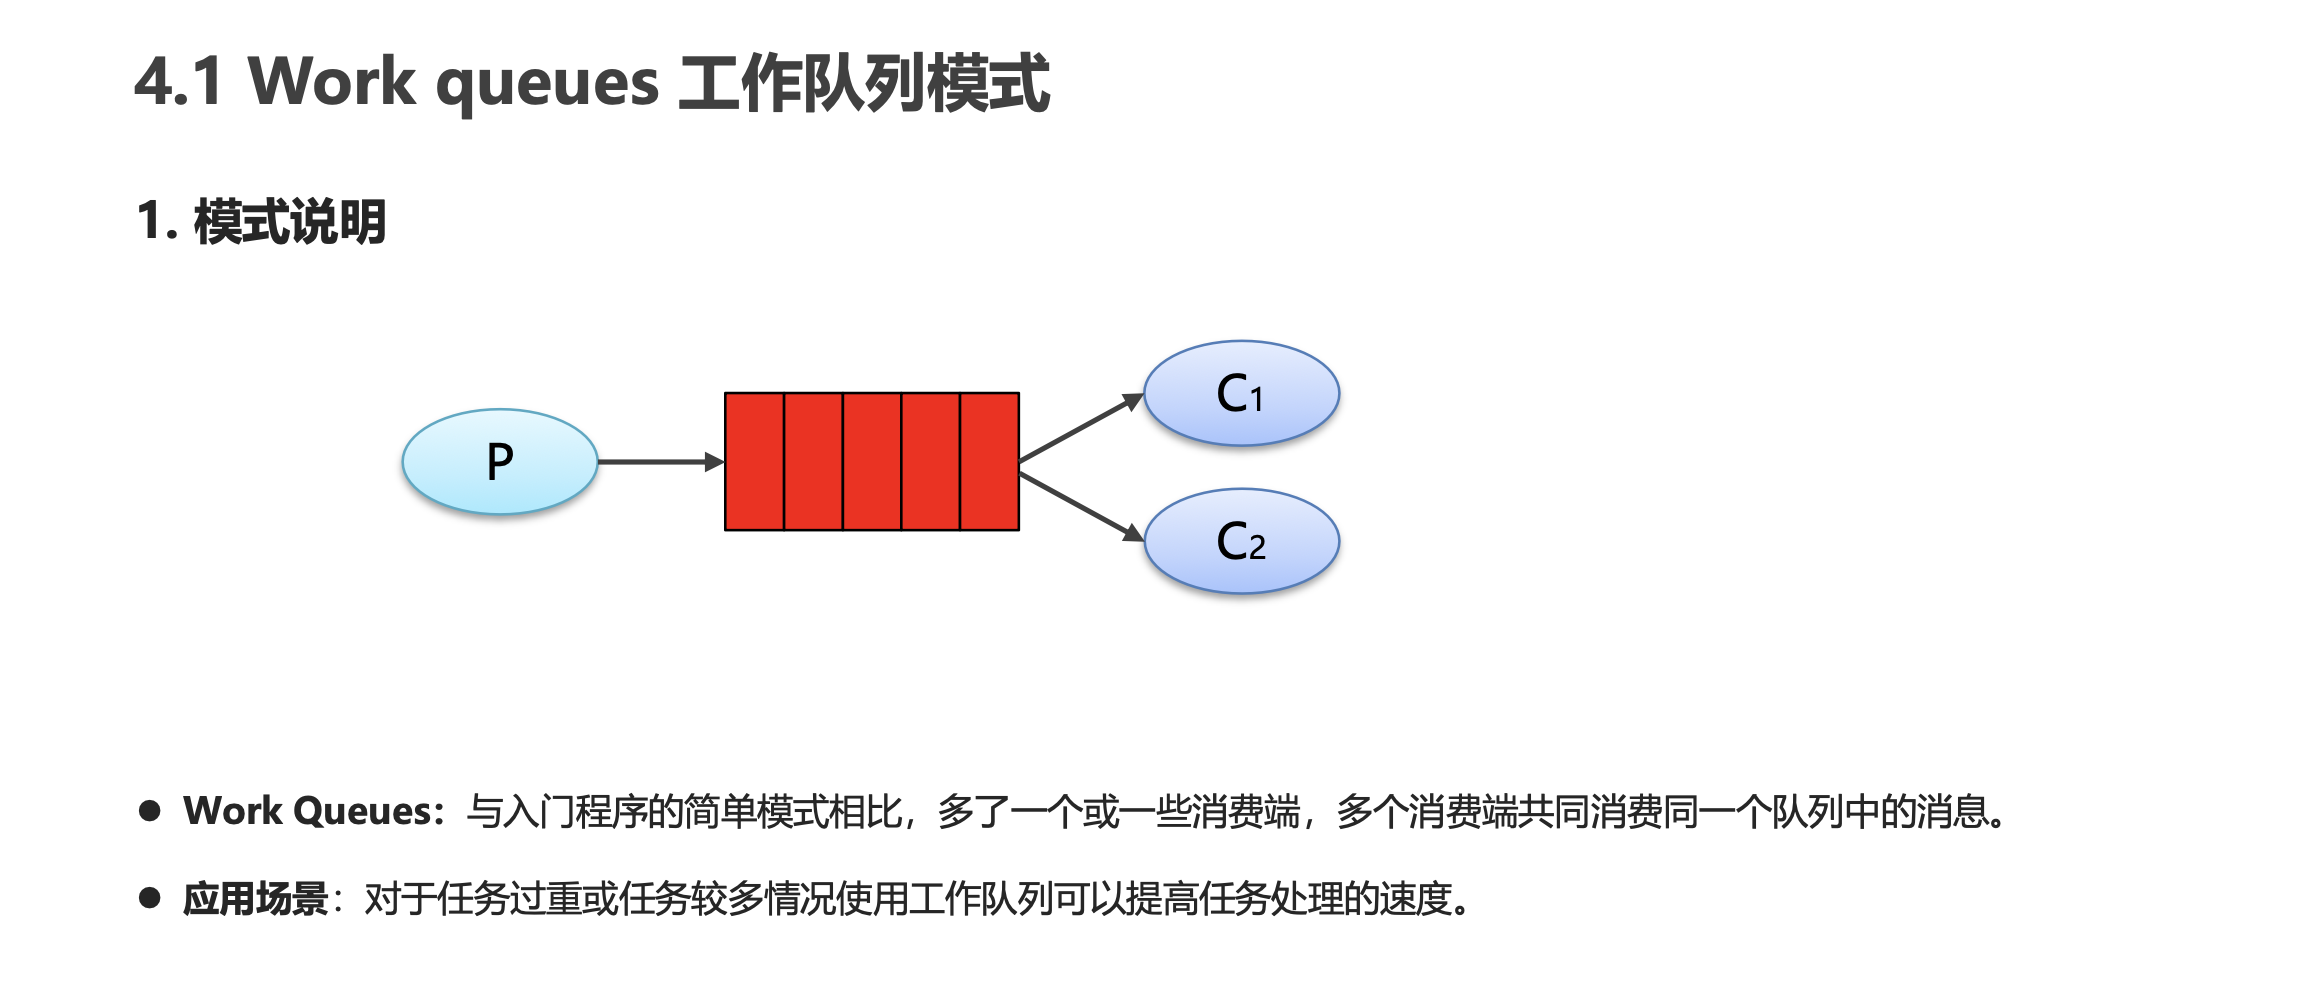 4.1 Work queues 工作队列模式
1. 模式说明
P
C1
C2
● Work Queues：与入门程序的简单模式相比，多了一个或一些消费端，多个消费端共同消费同一个队列中的消息。
● 应用场景：对于任务过重或任务较多情况使用工作队列可以提高任务处理的速度。